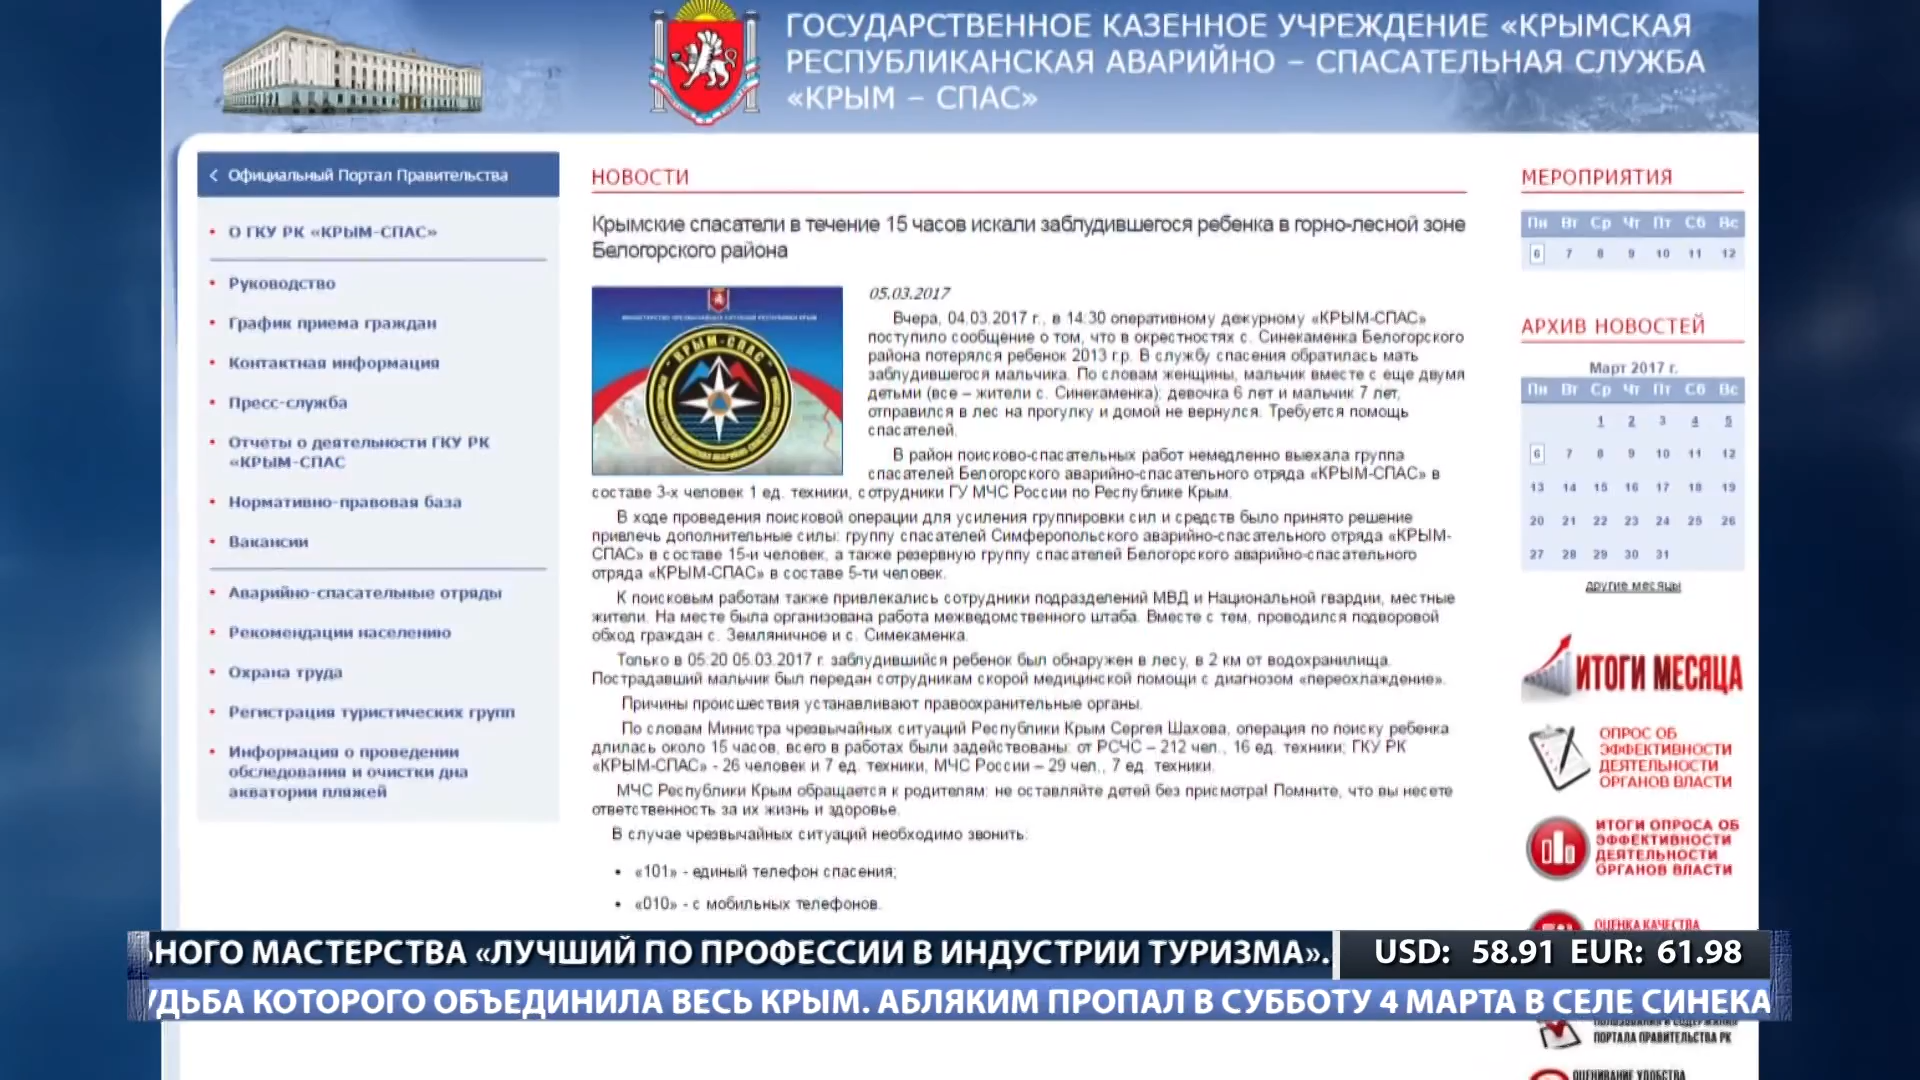 ГОСУДАРСТВЕННОЕ КАЗЕННОЕ УЧРЕЖДЕНИЕ «КРЫМСКАЯ
РЕСПУБЛИКАНСКАЯ АВАРИЙНО – СПАСАТЕЛЬНАЯ СЛУЖБА
«КРЫМ – СПАС»
Официальный Портал Правительства
О ГКУ РК «КРЫМ-СПАС»
Руководство
График приема граждан
Контактная информация
Пресс-служба
Отчеты о деятельности ГКУ РК
«КРЫМ-СПАС
Нормативно-правовая база
Вакансии
Аварийно-спасательные отряды
Рекомендации населению
Охрана труда
Регистрация туристических групп
Информация о проведении
обследования и очистки дна
акватории пляжей
НОВОСТИ
Крымские спасатели в течение 15 часов искали заблудившегося ребенка в горно-лесной зоне
Белогорского района
КРЫМ-СПАС
05.03.2017
Вчера, 04.03.2017 г., в 14:30 оперативному дежурному «КРЫМ-СПАС»
поступило сообщение о том, что в окрестностях с. Синекаменка Белогорского
района потерялся ребенок 2013 г.р. В службу спасения обратилась мать
заблудившегося мальчика. По словам женщины, мальчик вместе с еще двумя
детьми (все – жители с. Синекаменка): девочка 6 лет и мальчик 7 лет,
отправился в лес на прогулку и домой не вернулся. Требуется помощь
спасателей.
В район поисково-спасательных работ немедленно выехала группа
спасателей Белогорского аварийно-спасательного отряда «КРЫМ-СПАС» в
составе 3-х человек 1 ед. техники, сотрудники ГУ МЧС России по Республике Крым.
В ходе проведения поисковой операции для усиления группировки сил и средств было принято решение
привлечь дополнительные силы: группу спасателей Симферопольского аварийно-спасательного отряда «КРЫМ-
СПАС» в составе 15-и человек, а также резервную группу спасателей Белогорского аварийно-спасательного
отряда «КРЫМ-СПАС» в составе 5-ти человек.
К поисковым работам также привлекались сотрудники подразделений МВД и Национальной гвардии, местные
жители. На месте была организована работа межведомственного штаба. Вместе с тем, проводился подворовой
обход граждан с. Земляничное и с. Симекаменка.
Только в 05:20 05.03.2017 г. заблудившийся ребенок был обнаружен в лесу, в 2 км от водохранилища.
Пострадавший мальчик был передан сотрудникам скорой медицинской помощи с диагнозом «переохлаждение».
Причины происшествия устанавливают правоохранительные органы.
По словам Министра чрезвычайных ситуаций Республики Крым Сергея Шахова, операция по поиску ребенка
длилась около 15 часов, всего в работах были задействованы: от РСЧС – 212 чел., 16 ед. техники; ГКУ РК
«КРЫМ-СПАС» - 26 человек и 7 ед. техники, МЧС России – 29 чел., 7 ед. техники.
МЧС Республики Крым обращается к родителям: не оставляйте детей без присмотра! Помните, что вы несете
ответственность за их жизнь и здоровье.
В случае чрезвычайных ситуаций необходимо звонить:
«101» - единый телефон спасения;
«010» - с мобильных телефонов.
МЕРОПРИЯТИЯ
Пн Вт Ср Чт Пт Сб Вс
6 7 8 9 10 11 12
АРХИВ НОВОСТЕЙ
Март 2017 г.
Пн Вт Ср Чт Пт Сб Вс
1 2 3 4 5
6 7 8 9 10 11 12
13 14 15 16 17 18 19
20 21 22 23 24 25 26
27 28 29 30 31
другие месяцы
ИТОГИ МЕСЯЦА
ОПРОС ОБ
ЭФФЕКТИВНОСТИ
ДЕЯТЕЛЬНОСТИ
ОРГАНОВ ВЛАСТИ
ИТОГИ ОПРОСА ОБ
ЭФФЕКТИВНОСТИ
ДЕЯТЕЛЬНОСТИ
ОРГАНОВ ВЛАСТИ
ОЦЕНКА КАЧЕСТВА
ЬНОГО МАСТЕРСТВА «ЛУЧШИЙ ПО ПРОФЕССИИ В ИНДУСТРИИ ТУРИЗМА».
USD: 58.91 EUR: 61.98
УДЬБА КОТОРОГО ОБЪЕДИНИЛА ВЕСЬ КРЫМ. АБЛЯКИМ ПРОПАЛ В СУББОТУ 4 МАРТА В СЕЛЕ СИНЕКА
ПОРТАЛА ПРАВИТЕЛЬСТВА РК
ОЦЕНИВАНИЕ УДОБСТВА